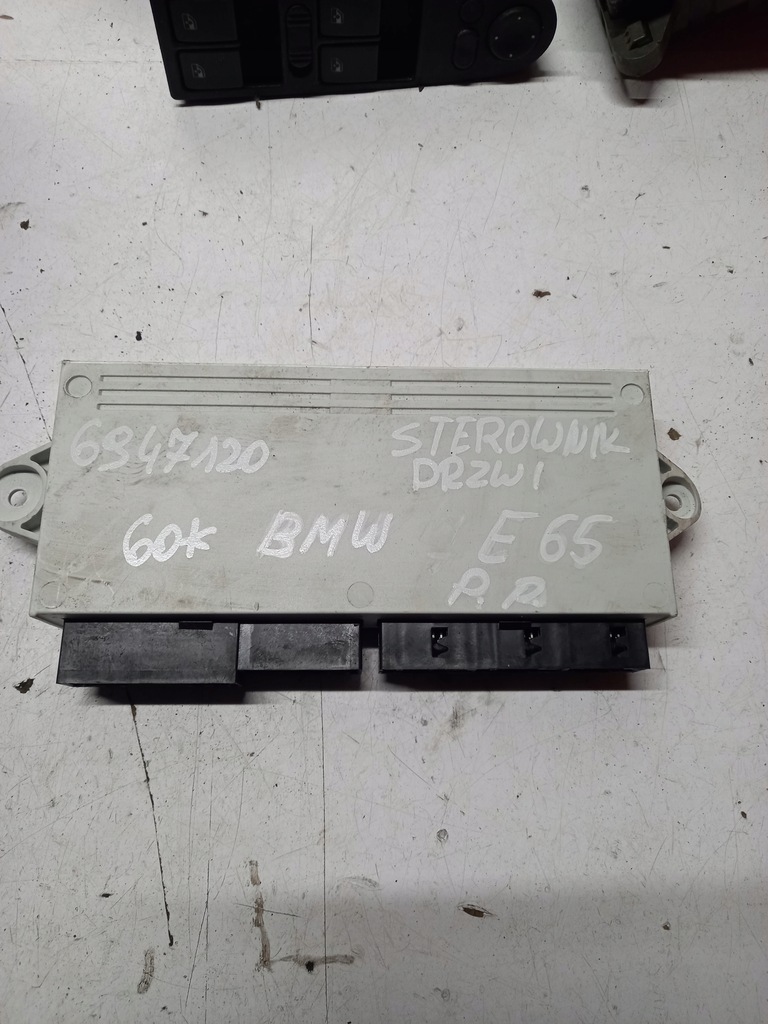 6947120 STEROWNIK
DRZWI
60k BMW E65
P.P.